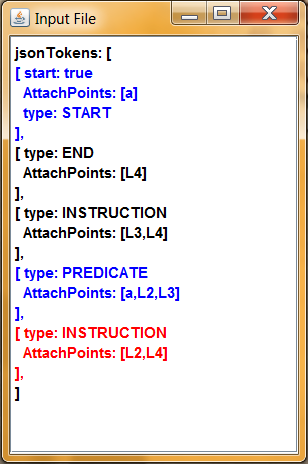 Input File
jsonTokens: [
[ start: true
AttachPoints: [a]
type: START
],
[ type: END
AttachPoints: [L4]
],
[ type: INSTRUCTION
AttachPoints: [L3,L4]
],
[ type: PREDICATE
AttachPoints: [a,L2,L3]
],
[ type: INSTRUCTION
AttachPoints: [L2,L4]
],
]